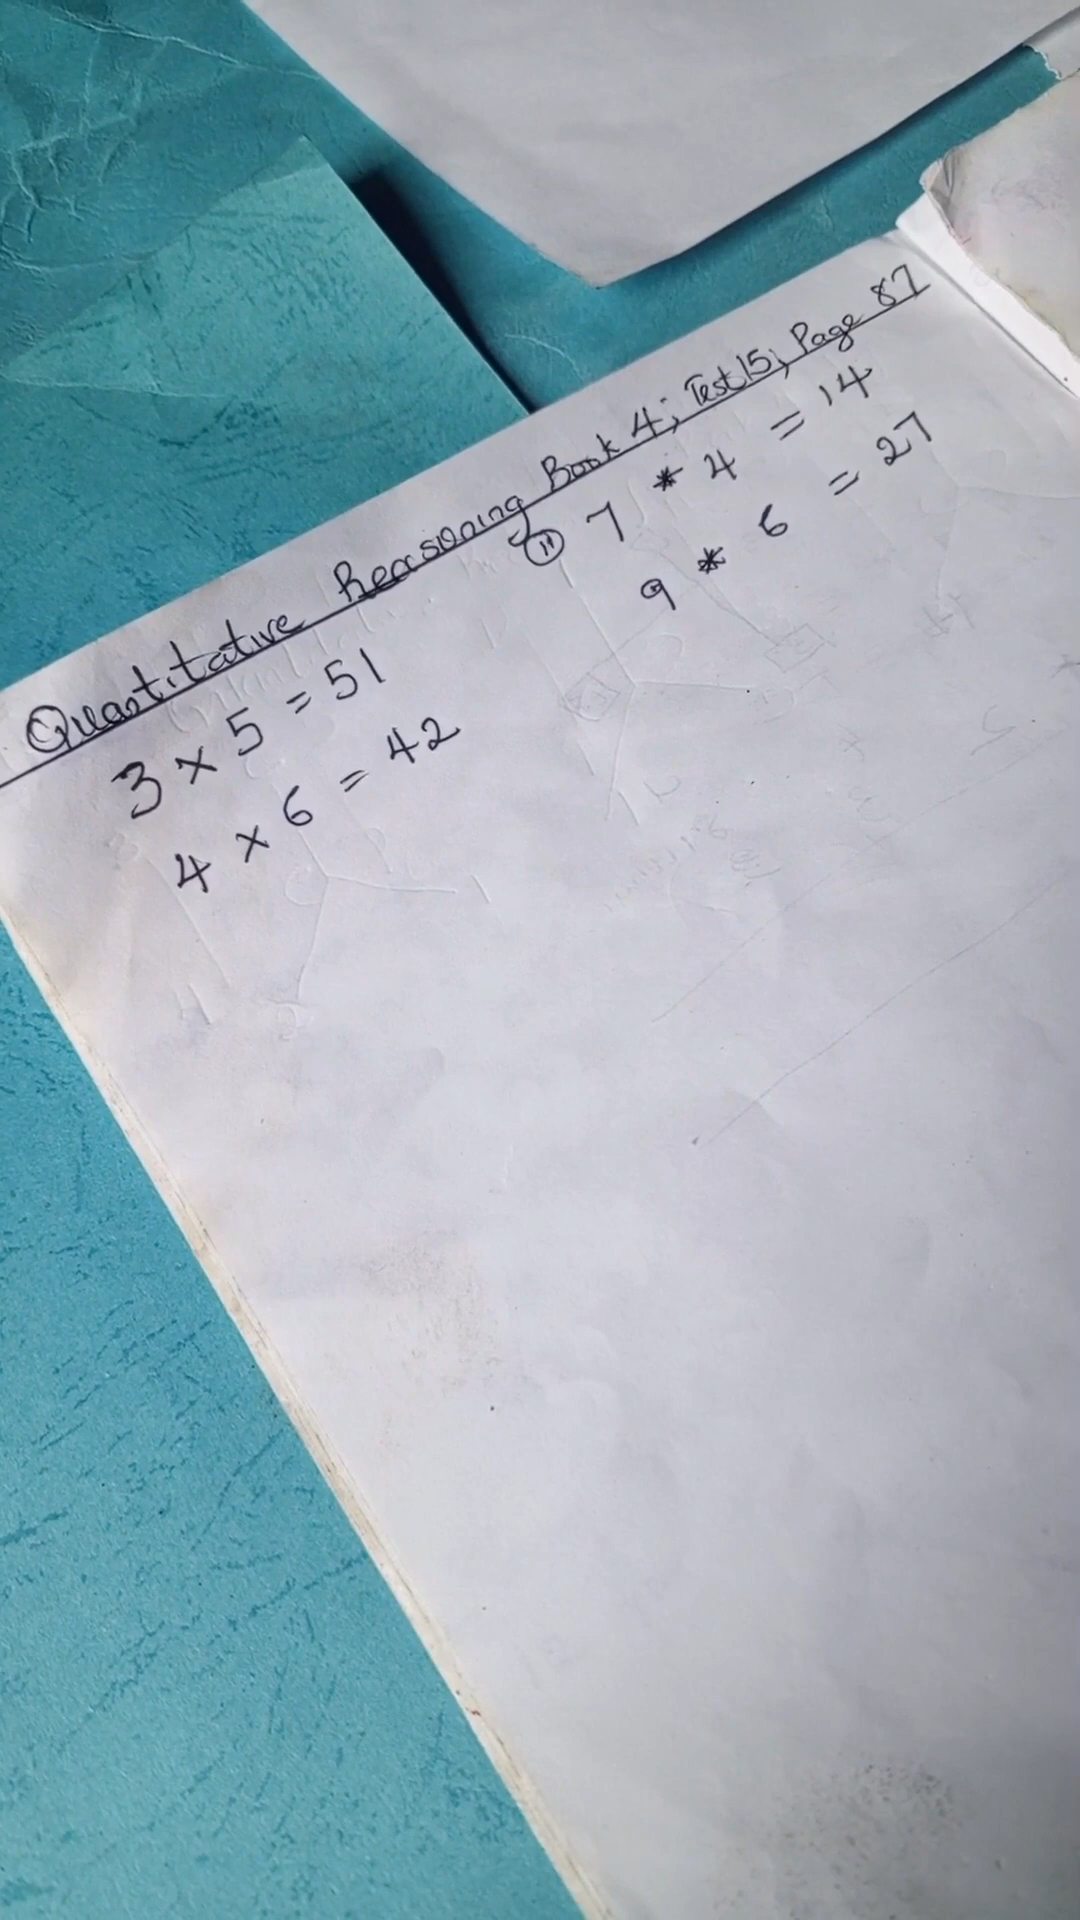 Quantitative Reasoning Book 4; Test 15; Page 87
3 × 5 = 51
4 × 6 = 42
(11) 7 * 4 = 14
9 * 6 = 27